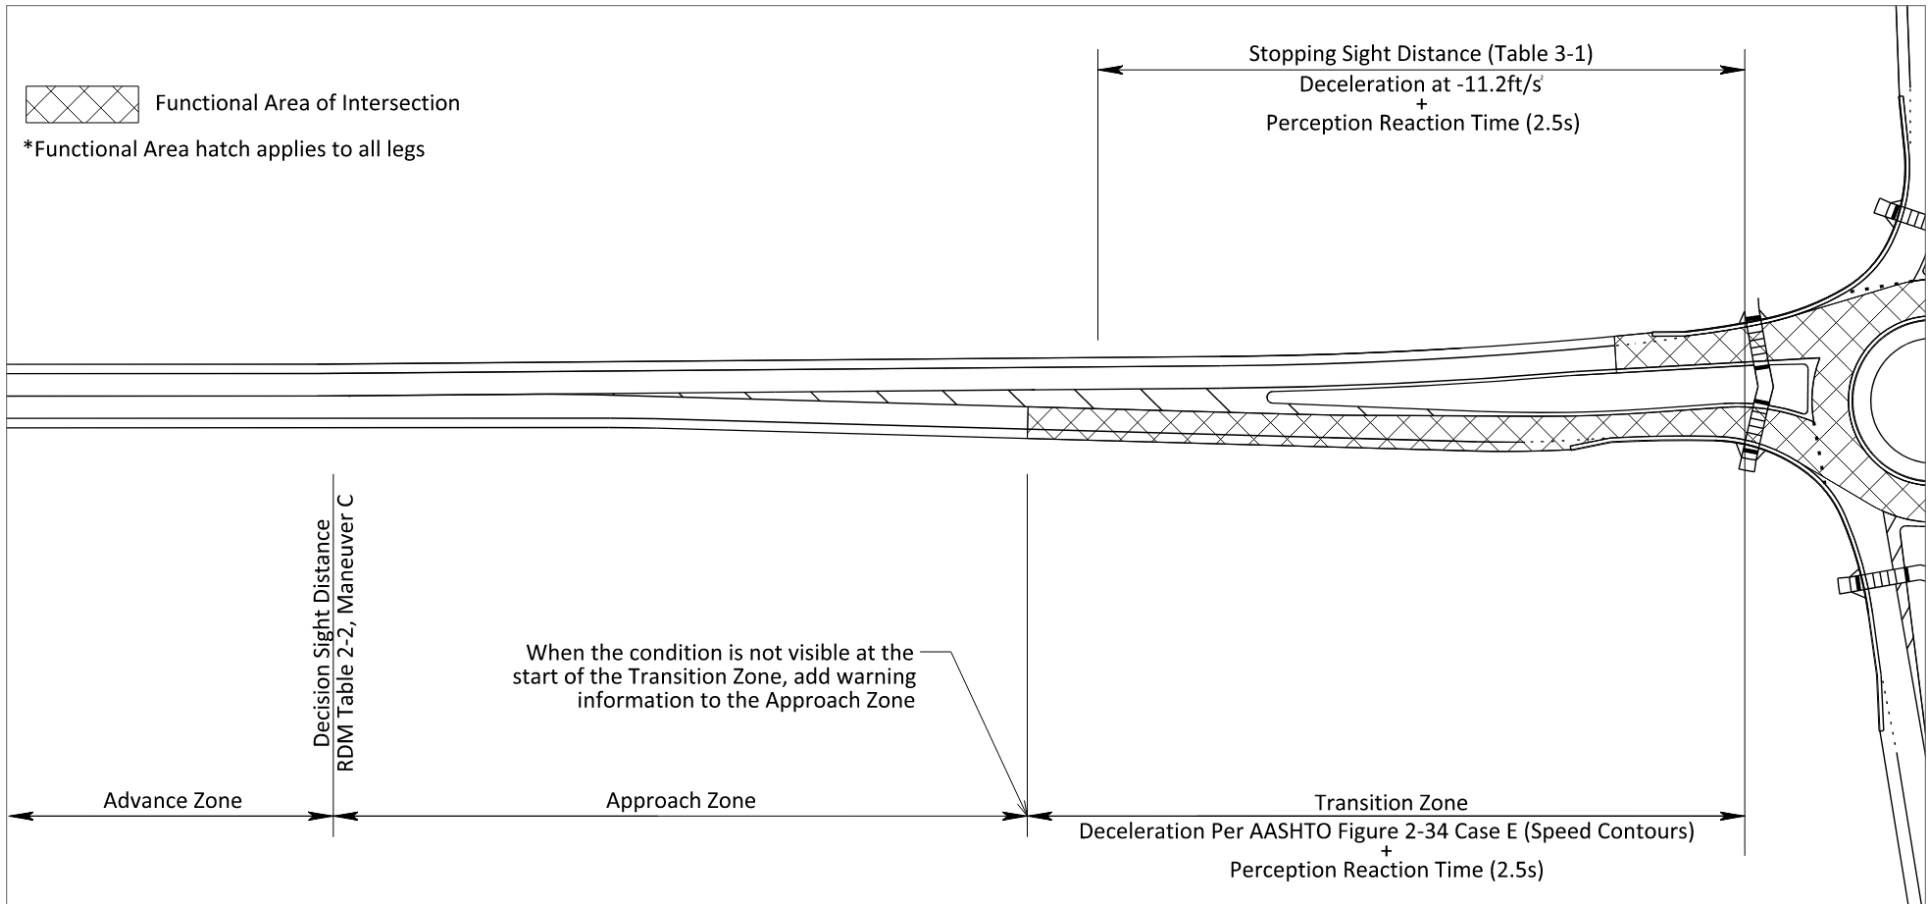 Stopping Sight Distance (Table 3-1)
Deceleration at -11.2ft/s²
+
Perception Reaction Time (2.5s)
Functional Area of Intersection
*Functional Area hatch applies to all legs
Decision Sight Distance
RDM Table 2-2, Maneuver C
When the condition is not visible at the
start of the Transition Zone, add warning
information to the Approach Zone
Advance Zone
Approach Zone
Transition Zone
Deceleration Per AASHTO Figure 2-34 Case E (Speed Contours)
+
Perception Reaction Time (2.5s)